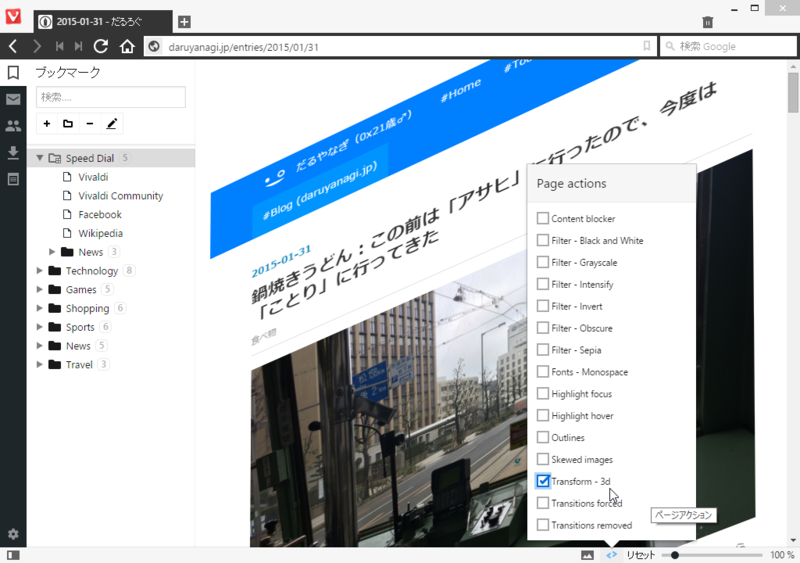 2015-01-31 - だるろぐ
daruyanagi.jp/entries/2015/01/31
検索 Google
ブックマーク
検索....
Speed Dial 5
Vivaldi
Vivaldi Community
Facebook
Wikipedia
News 3
Technology 8
Games 5
Shopping 6
Sports 6
News 5
Travel 3
だるやなぎ (0x21歳♂)
#Home
#Blog (daruyanagi.jp)
2015-01-31
鍋焼きうどん：この前は「アサヒ」に行ったので、今度は
「ことり」に行ってきた
食べ物
Page actions
Content blocker
Filter - Black and White
Filter - Grayscale
Filter - Intensify
Filter - Invert
Filter - Obscure
Filter - Sepia
Fonts - Monospace
Highlight focus
Highlight hover
Outlines
Skewed images
Transform - 3d
Transitions forced
Transitions removed
ページアクション
リセット
100 %